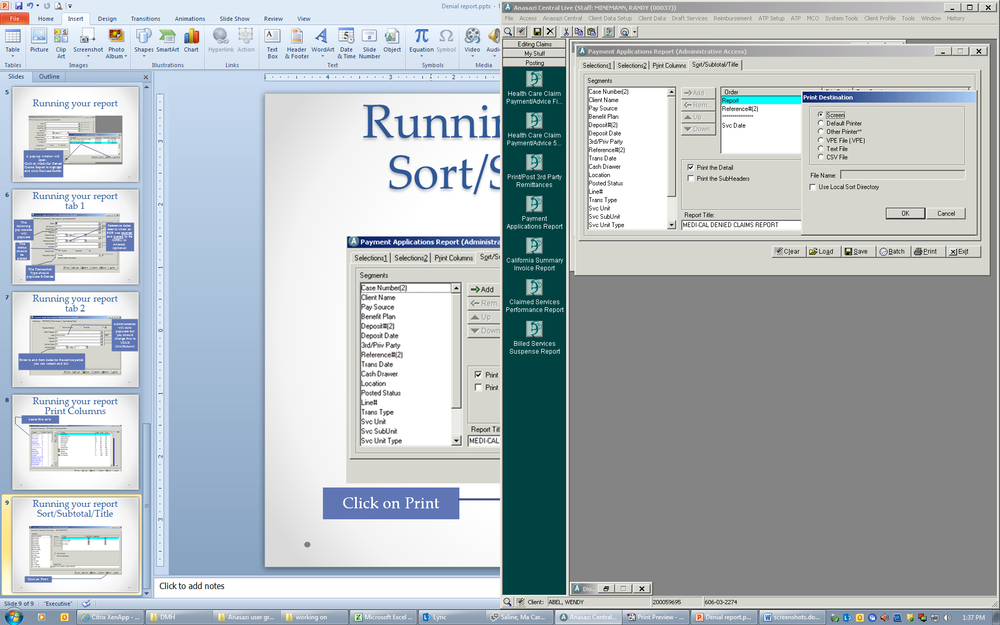 Denial report.pptx -
File Home Insert Design Transitions Animations Slide Show Review View
Table Picture Clip Art Screenshot Photo Album Shapes SmartArt Chart Hyperlink Action Text Box Header & Footer WordArt Date & Time Slide Number Object Equation Symbol Video Audio
Tables Images Illustrations Links Text Symbols Media
Slides Outline
5
Running your report
A pop-up window will open.
Click on Medi-Cal Denied Claims Report to highlight and click the Load button
6
Running your report
tab 1
The following pay sources will populate
The status should be posted
The Transaction Type should populate E-Denials
Reference dates refer to when an EOB was received and posted by the MHSU in Anasazi. (optional)
7
Running your report
tab 2
Administration will auto populate but you should change this to YOUR Unit/Subunit
Enter to and from dates for the service period you can correct and bill
8
Running your report
Print Columns
Leave this as is
9
Running your report
Sort/Subtotal/Title
Click on Print
Payment Applications Report (Administra
Selections1 Selections2 Print Columns Sort/Su
Segments
Case Number(2)
Client Name
Pay Source
Benefit Plan
Deposit#(2)
Deposit Date
3rd/Priv Party
Reference#(2)
Trans Date
Cash Drawer
Location
Posted Status
Line#
Trans Type
Svc Unit
Svc SubUnit
Svc Unit Type
Add
Rem.
Up
Down
Print
Print
Report Titl
MEDI-CAL
Click on Print
Click to add notes
Slide 9 of 9 "Executive"
Anasazi Central Live (Staff: MINEMANN, RANDY (00037))
File Access Anasazi Central Client Data Setup Client Data Draft Services Reimbursement ATP Setup ATP MCO System Tools Client Profile Tools Window History
Editing Claims
My Stuff
Posting
Health Care Claim
Payment/Advice Fi...
Health Care Claim
Payment/Advice 5...
Print/Post 3rd Party
Remittances
Payment
Applications Report
California Summary
Invoice Report
Claimed Services
Performance Report
Billed Services
Suspense Report
Payment Applications Report (Administrative Access)
Selections1 Selections2 Print Columns Sort/Subtotal/Title
Segments
Case Number(2)
Client Name
Pay Source
Benefit Plan
Deposit#(2)
Deposit Date
3rd/Priv Party
Reference#(2)
Trans Date
Cash Drawer
Location
Posted Status
Line#
Trans Type
Svc Unit
Svc SubUnit
Svc Unit Type
Add
Rem...
Up
Down
Order
Report
Reference#(2)
***************
Svc Date
Print the Detail
Print the SubHeaders
Report Title:
MEDI-CAL DENIED CLAIMS REPORT
Print Destination
Screen
Default Printer
Other Printer**
VPE File (.VPE)
Text File
CSV File
File Name:
Use Local Sort Directory
OK Cancel
Clear Load Save Batch Print Exit
Dis...
Client: ABEL, WENDY 200059695 606-03-2274
Citrix XenApp - ... DMH Anasazi user gr... working on Microsoft Excel ... Lync Saline, Ma Car... Anasazi Central... Print Preview - ... Denial report.p... screenshots.do... 1:37 PM